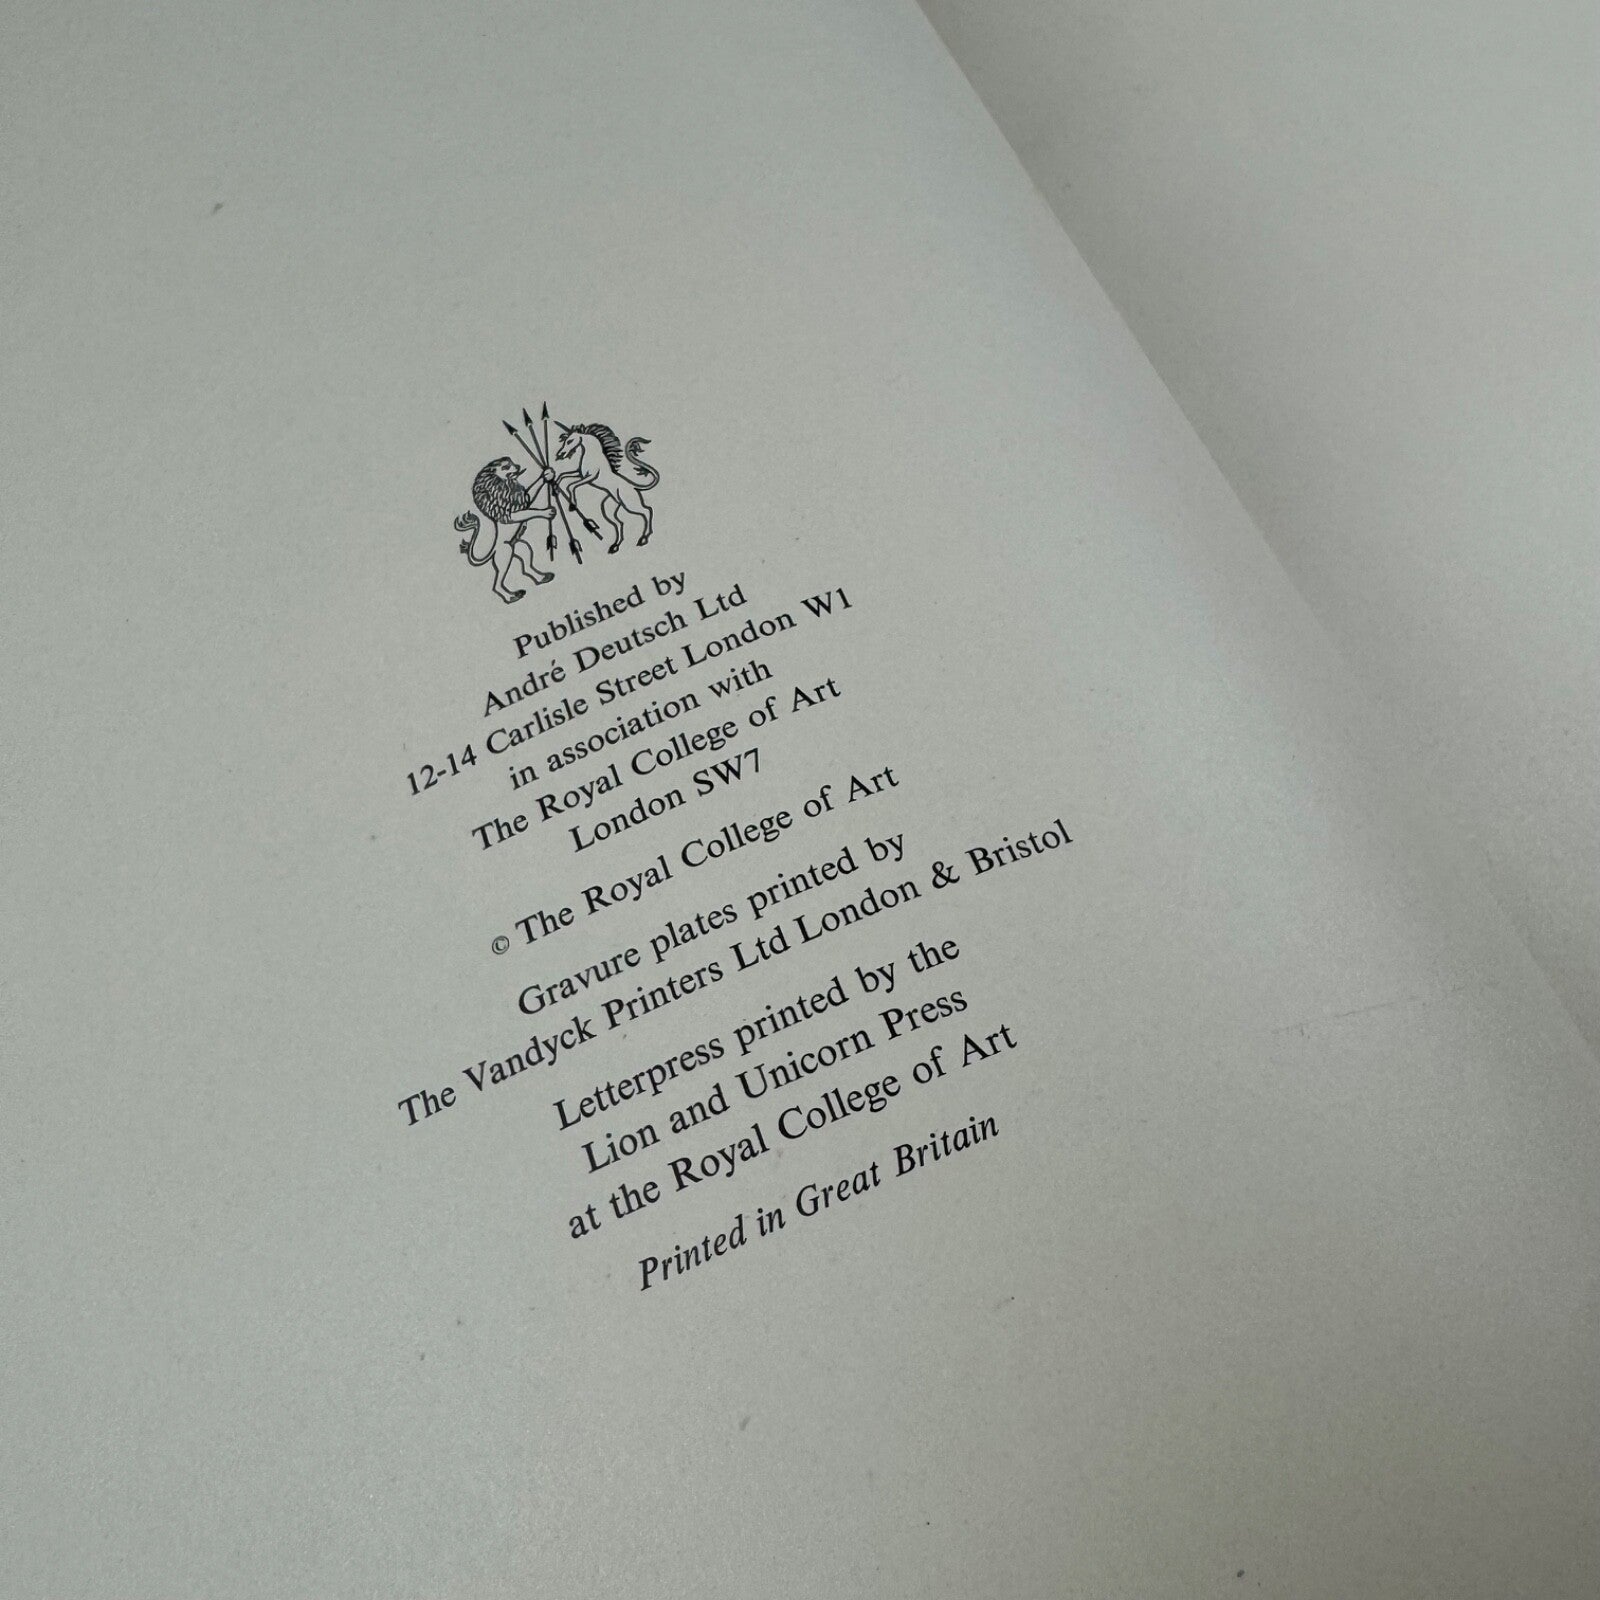 Published by
André Deutsch Ltd
12-14 Carlisle Street London W1
in association with
The Royal College of Art
London SW7
© The Royal College of Art
Gravure plates printed by
The Vandyck Printers Ltd London & Bristol
Letterpress printed by the
Lion and Unicorn Press
at the Royal College of Art
Printed in Great Britain